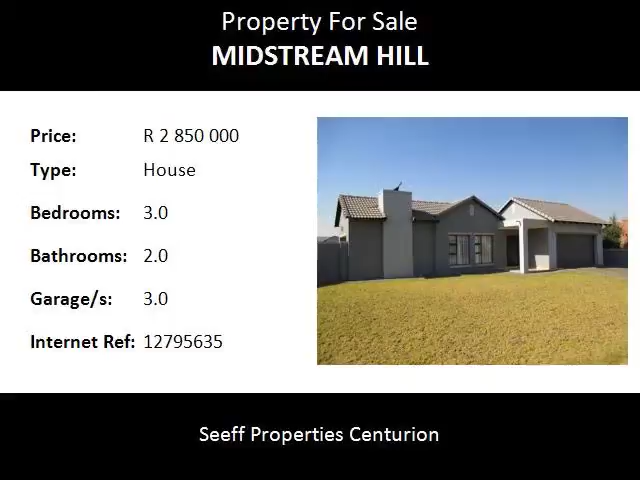 Property For Sale
MIDSTREAM HILL
Price: R 2 850 000
Type: House
Bedrooms: 3.0
Bathrooms: 2.0
Garage/s: 3.0
Internet Ref: 12795635
Seeff Properties Centurion